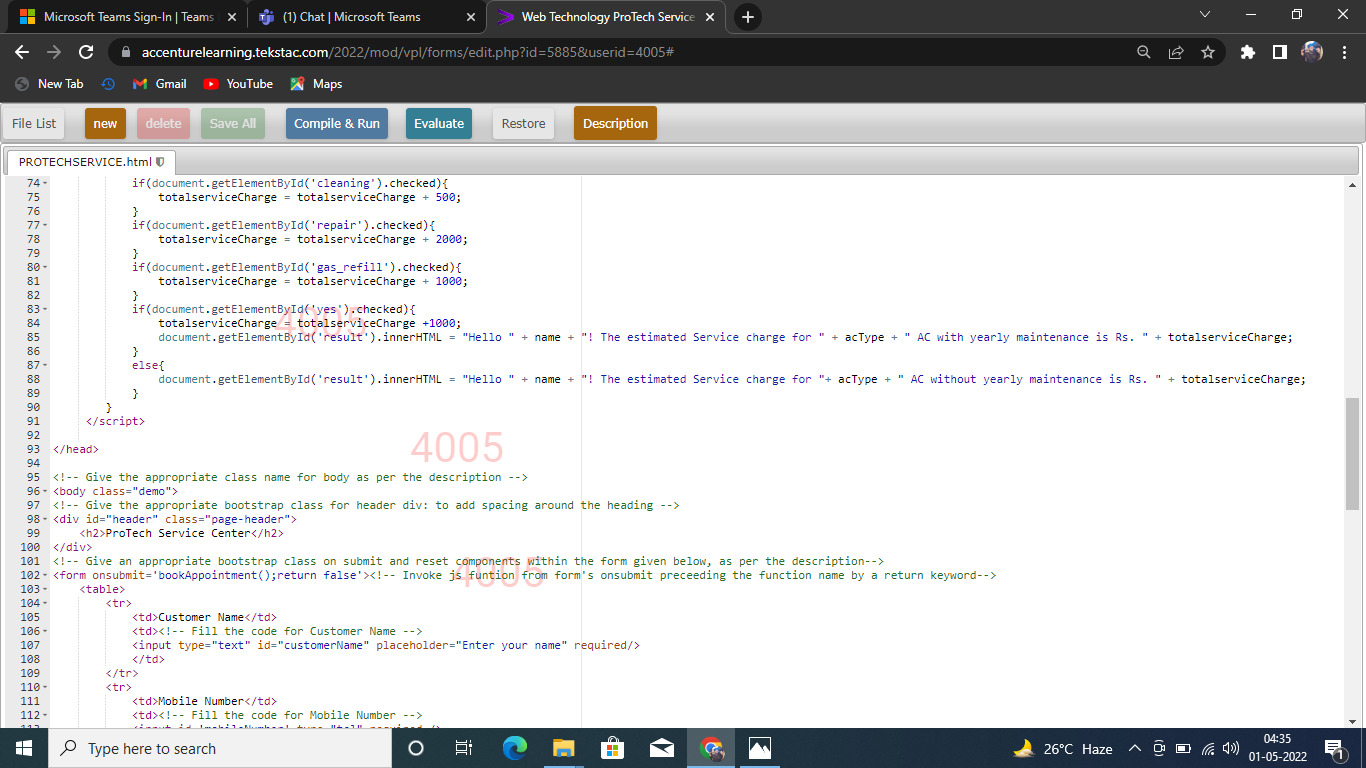 Microsoft Teams Sign-In | Teams
(1) Chat | Microsoft Teams
Web Technology ProTech Service
accenturelearning.tekstac.com/2022/mod/vpl/forms/edit.php?id=5885&userid=4005#
New Tab
Gmail
YouTube
Maps
File List
new
delete
Save All
Compile & Run
Evaluate
Restore
Description
PROTECHSERVICE.html
74 if(document.getElementById('cleaning').checked){
75 totalserviceCharge = totalserviceCharge + 500;
76 }
77 if(document.getElementById('repair').checked){
78 totalserviceCharge = totalserviceCharge + 2000;
79 }
80 if(document.getElementById('gas_refill').checked){
81 totalserviceCharge = totalserviceCharge + 1000;
82 }
83 if(document.getElementById('yes').checked){
84 totalserviceCharge = totalserviceCharge +1000;
85 document.getElementById('result').innerHTML = "Hello " + name + "! The estimated Service charge for " + acType + " AC with yearly maintenance is Rs. " + totalserviceCharge;
86 }
87 else{
88 document.getElementById('result').innerHTML = "Hello " + name + "! The estimated Service charge for "+ acType + " AC without yearly maintenance is Rs. " + totalserviceCharge;
89 }
90 }
91 </script>
92
93 </head>
94
95 <!-- Give the appropriate class name for body as per the description -->
96 <body class="demo">
97 <!-- Give the appropriate bootstrap class for header div: to add spacing around the heading -->
98 <div id="header" class="page-header">
99 <h2>ProTech Service Center</h2>
100 </div>
101 <!-- Give an appropriate bootstrap class on submit and reset components within the form given below, as per the description-->
102 <form onsubmit='bookAppointment();return false'><!-- Invoke js funtion from form's onsubmit preceeding the function name by a return keyword-->
103 <table>
104 <tr>
105 <td>Customer Name</td>
106 <td><!-- Fill the code for Customer Name -->
107 <input type="text" id="customerName" placeholder="Enter your name" required/>
108 </td>
109 </tr>
110 <tr>
111 <td>Mobile Number</td>
112 <td><!-- Fill the code for Mobile Number -->
4005
4005
4005
Type here to search
26°C Haze
04:35
01-05-2022
1